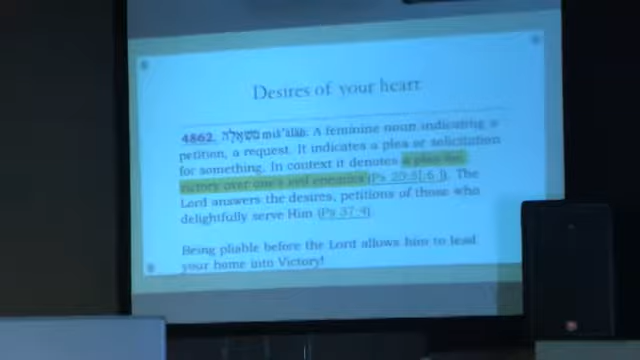 Desires of your heart
4862. מִשְׁאָלָה miš'ālāh: A feminine noun indicating a
petition, a request. It indicates a plea or solicitation
for something. In context it denotes a plea for
victory over one's evil enemies (Ps 20:5[6]). The
Lord answers the desires, petitions of those who
delightfully serve Him (Ps 37:4).
Being pliable before the Lord allows him to lead
your home into Victory!